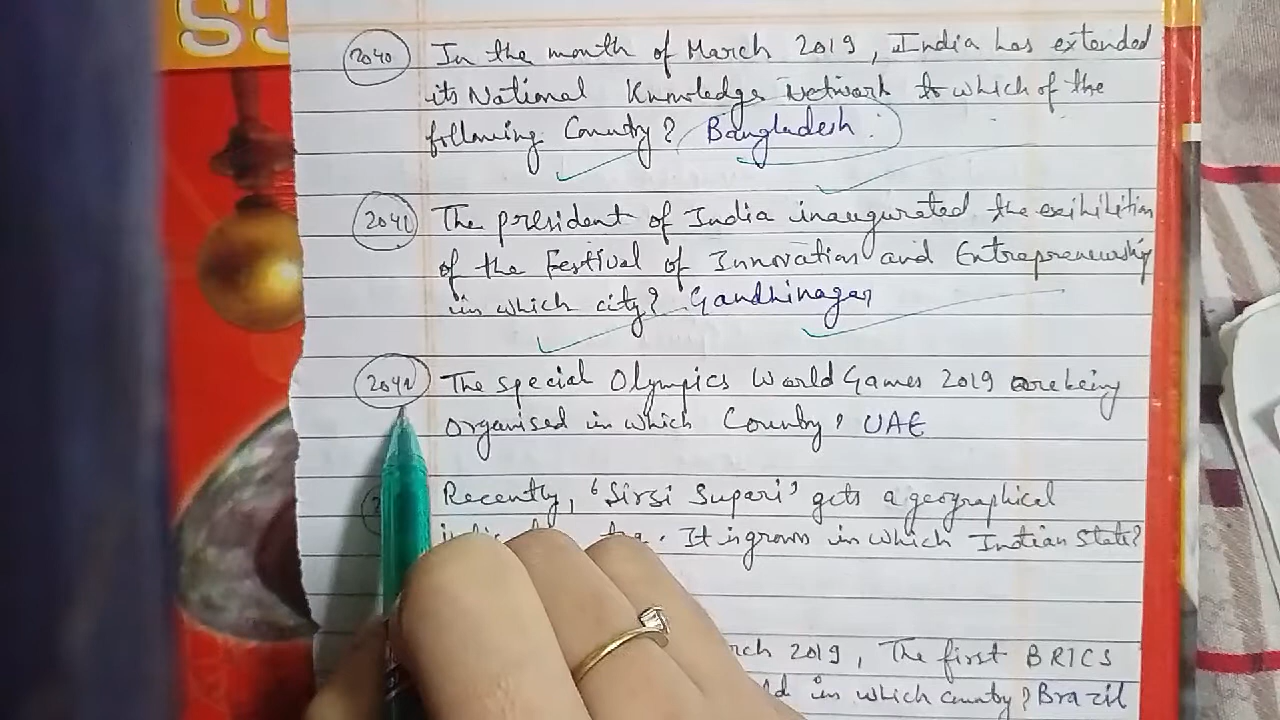 2040 In the month of March 2019, India has extended
its National Knowledge Network to which of the
following Country? Bangladesh.
2041 The president of India inaugurated the exihibition
of the Festival of Innovation and Entrepreneurship
in which city? Gandhinagar
2042 The special Olympics World Games 2019 are being
organised in which Country? UAE
Recently, 'Sirsi Supari' gets a geographical
It is grown in which Indian state?
2019, The first BRICS
in which country? Brazil